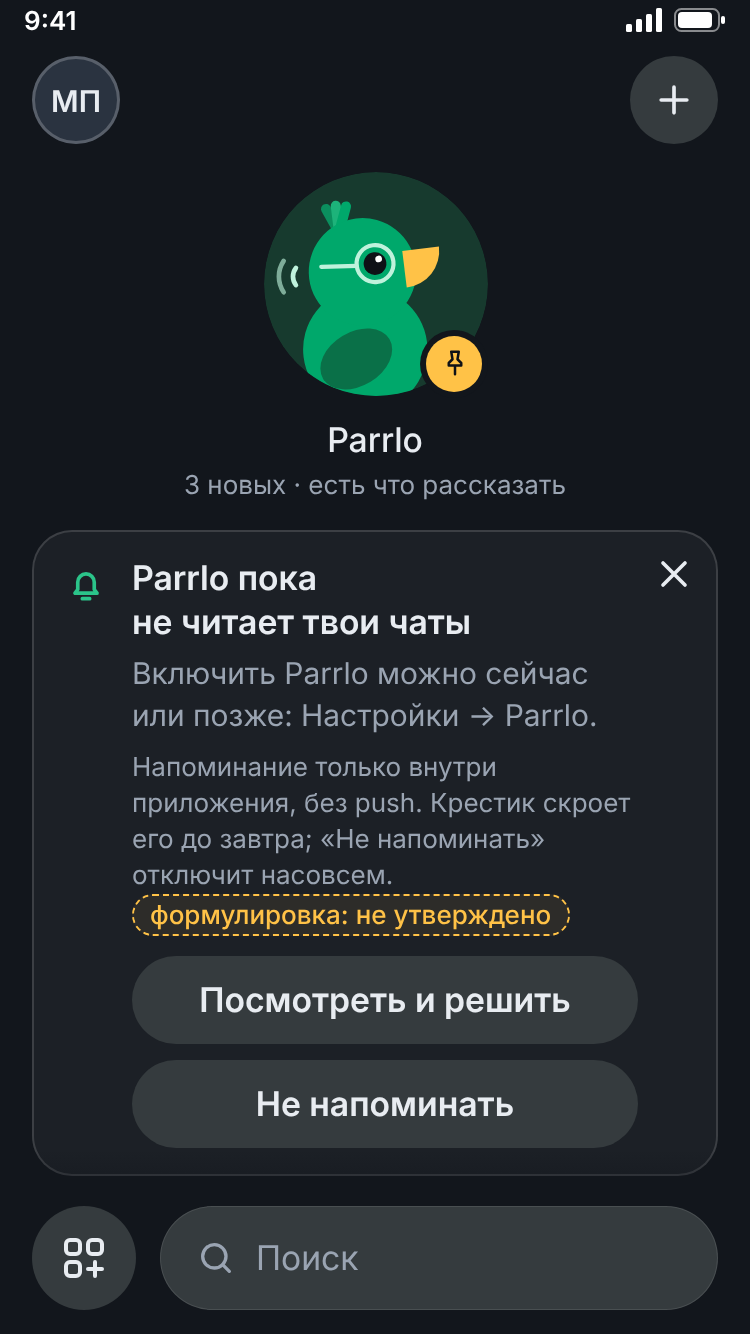 9:41
МП
Parrlo
3 новых · есть что рассказать
Parrlo пока
не читает твои чаты
Включить Parrlo можно сейчас
или позже: Настройки → Parrlo.
Напоминание только внутри
приложения, без push. Крестик скроет
его до завтра; «Не напоминать»
отключит насовсем.
формулировка: не утверждено
Посмотреть и решить
Не напоминать
Поиск